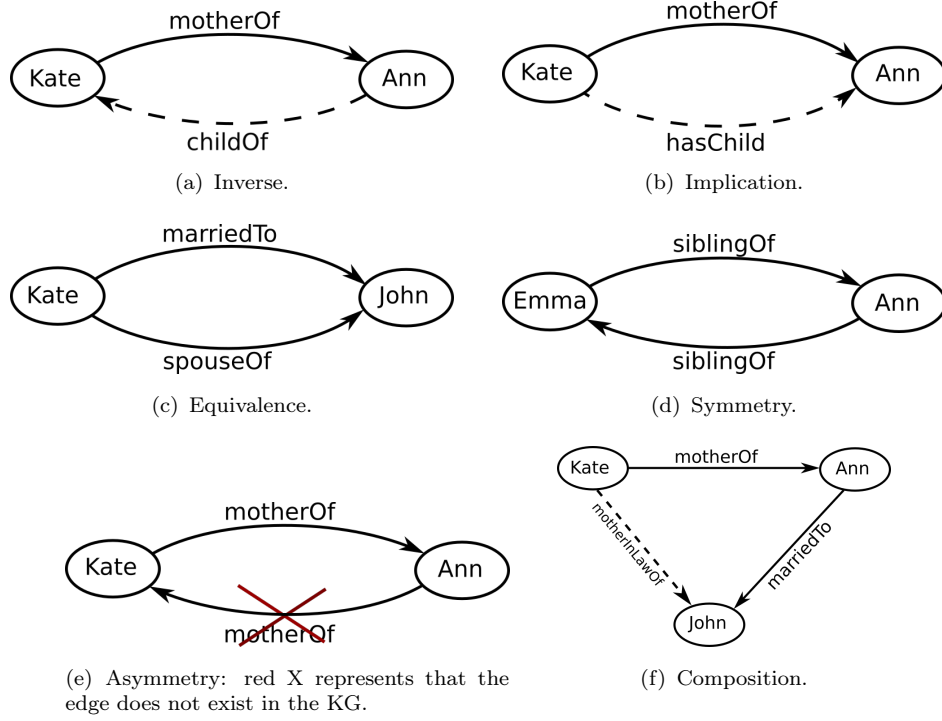 motherOf
Kate
Ann
childOf
(a) Inverse.
motherOf
Kate
Ann
hasChild
(b) Implication.
marriedTo
Kate
John
spouseOf
(c) Equivalence.
siblingOf
Emma
Ann
siblingOf
(d) Symmetry.
motherOf
Kate
Ann
motherOf
(e) Asymmetry: red X represents that the
edge does not exist in the KG.
motherOf
Kate
Ann
motherInLawOf
marriedTo
John
(f) Composition.